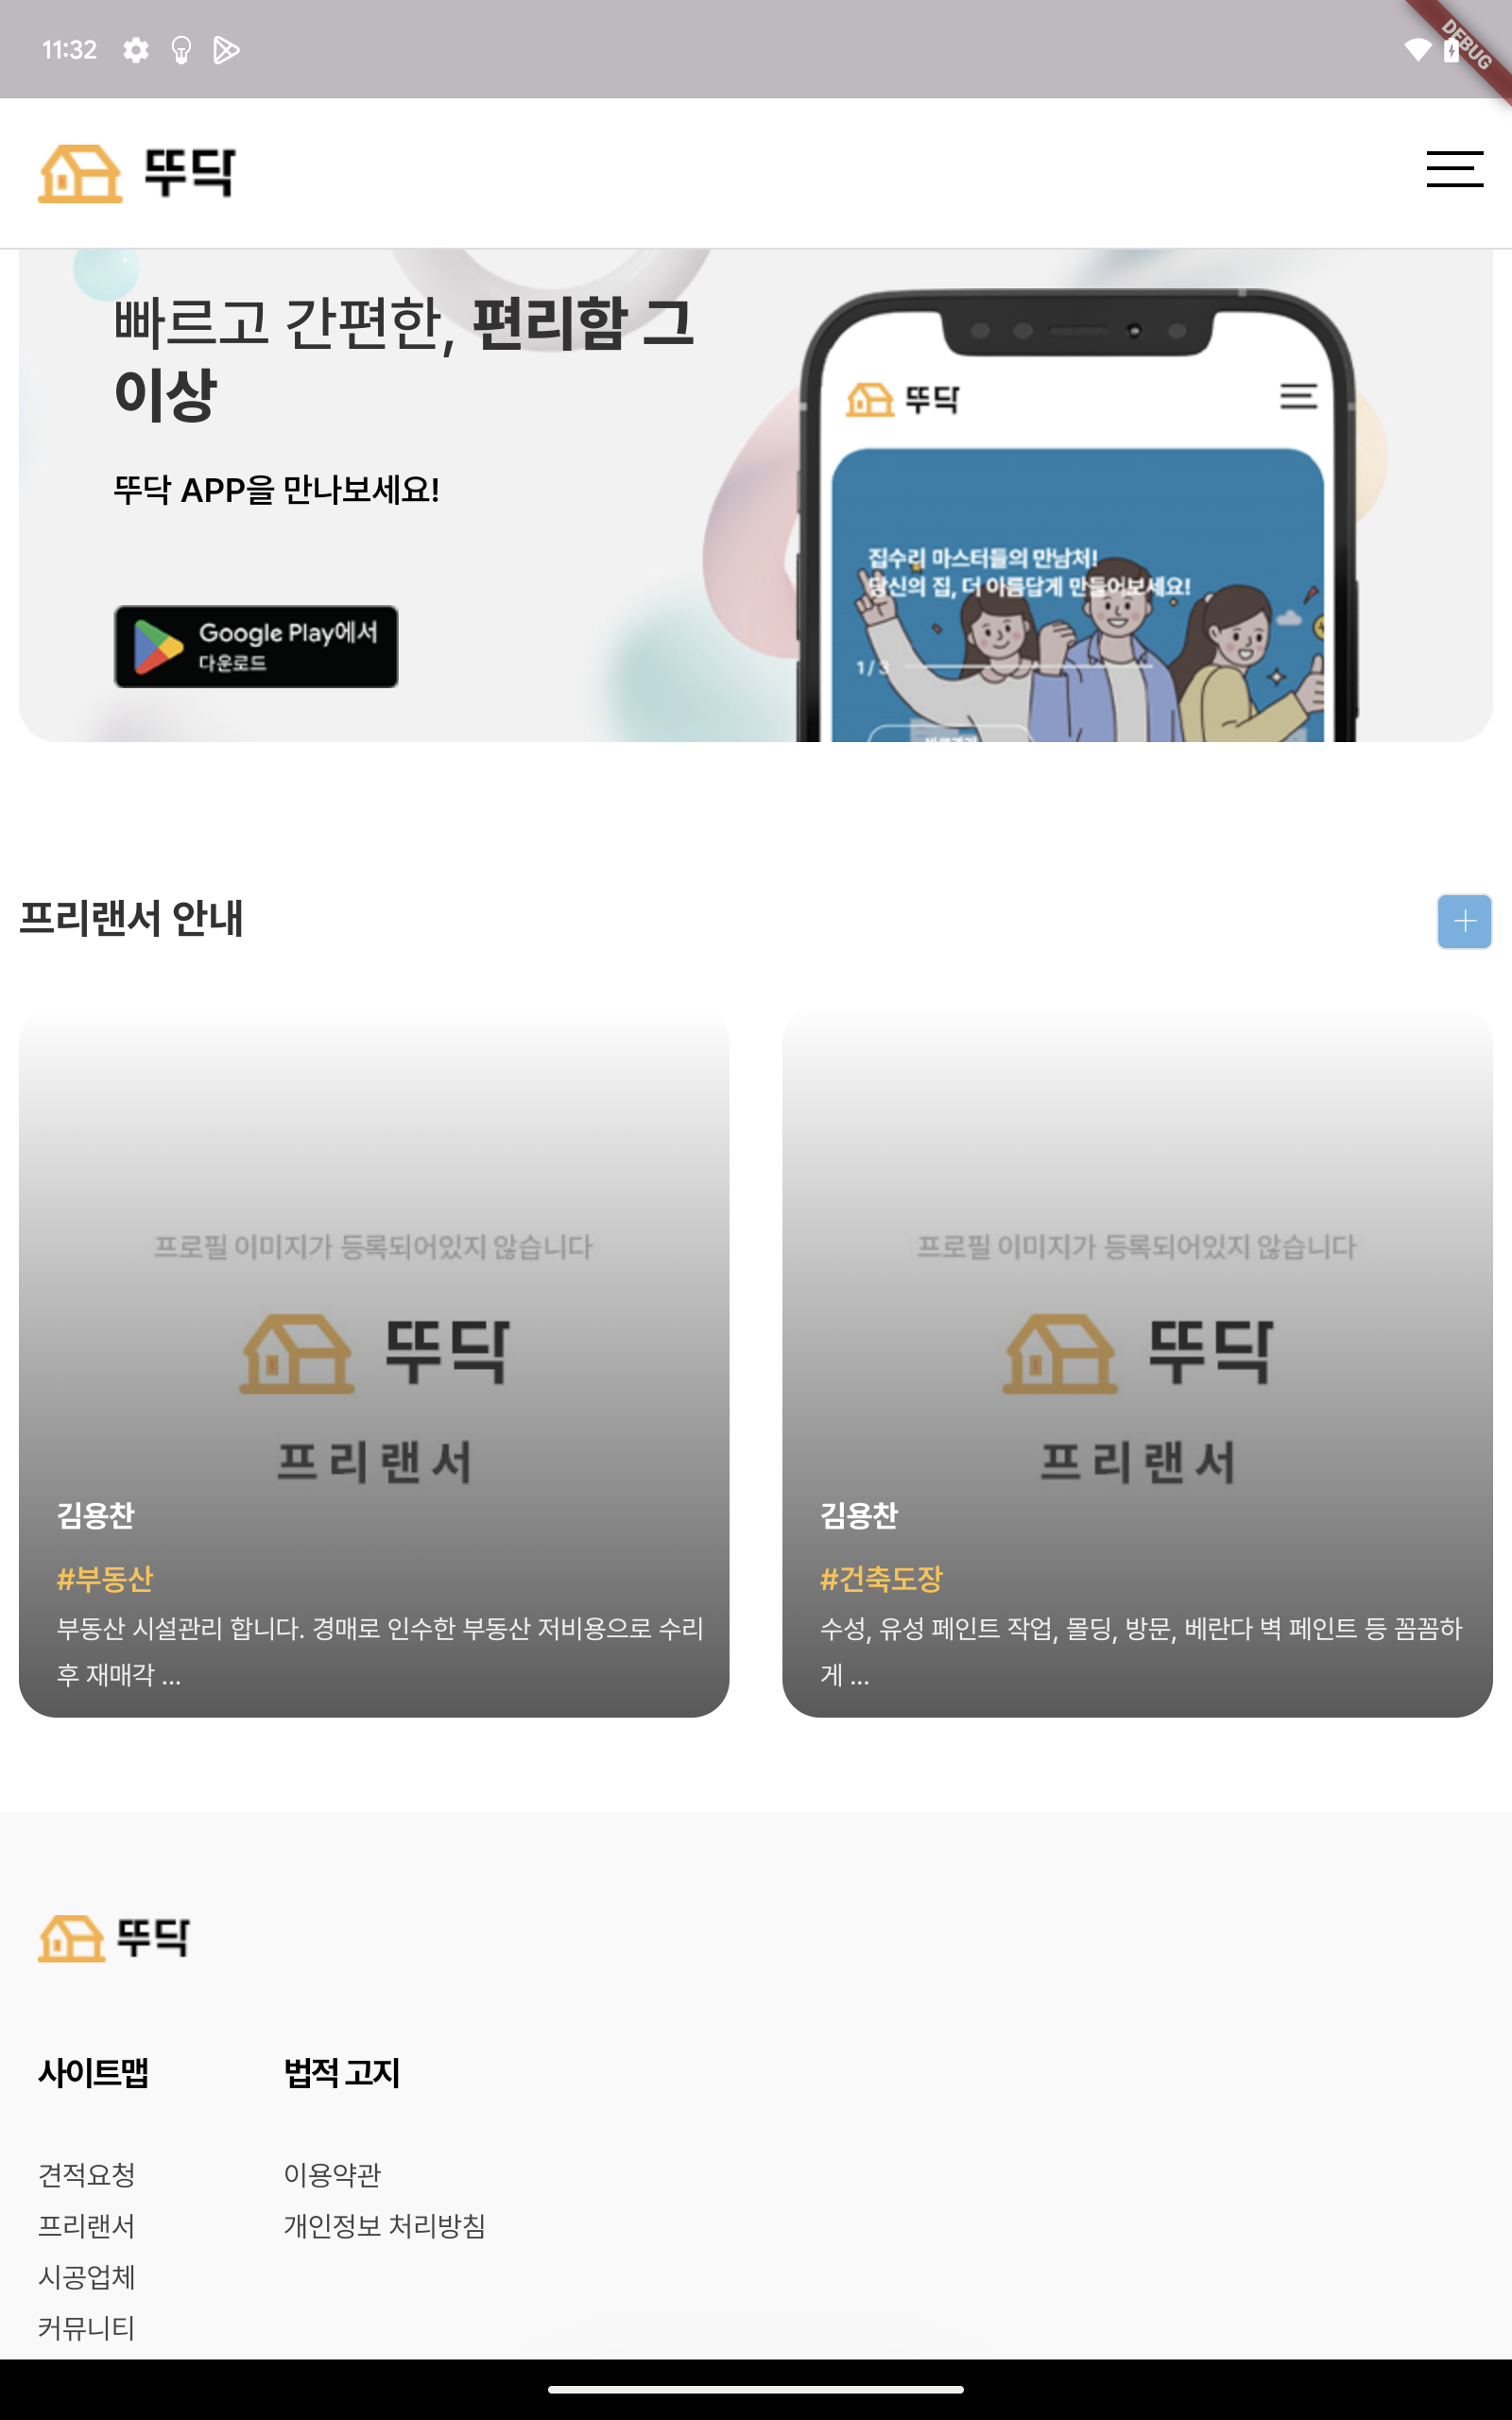 11:32
DEBUG
뚜닥
빠르고 간편한, 편리함 그
이상
뚜닥 APP을 만나보세요!
Google Play에서
다운로드
뚜닥
집수리 마스터들의 만남처!
당신의 집, 더 아름답게 만들어보세요!
1 / 3
프리랜서 안내
프로필 이미지가 등록되어있지 않습니다
뚜닥
프리랜서
김용찬
#부동산
부동산 시설관리 합니다. 경매로 인수한 부동산 저비용으로 수리
후 재매각 ...
프로필 이미지가 등록되어있지 않습니다
뚜닥
프리랜서
김용찬
#건축도장
수성, 유성 페인트 작업, 몰딩, 방문, 베란다 벽 페인트 등 꼼꼼하
게 ...
뚜닥
사이트맵
견적요청
프리랜서
시공업체
커뮤니티
법적 고지
이용약관
개인정보 처리방침